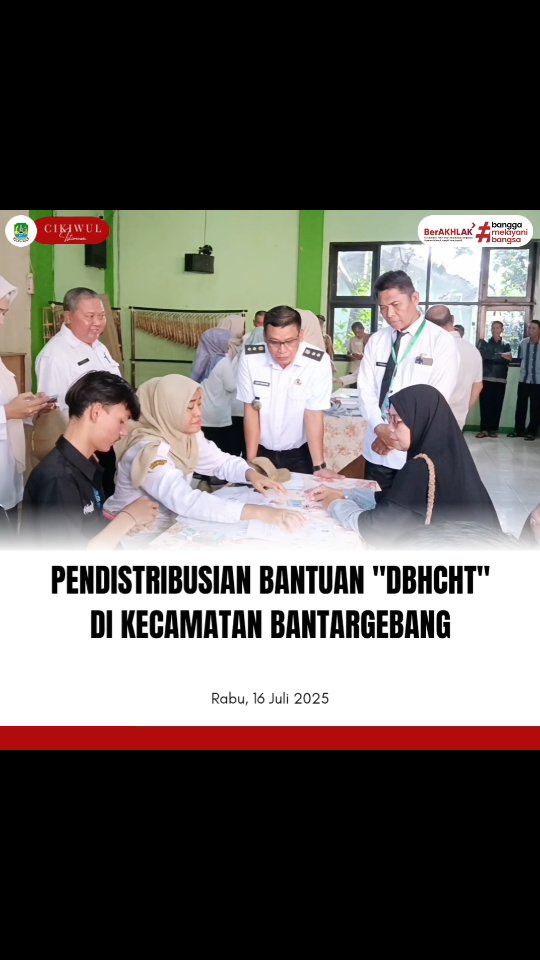 CIKIWUL
BerAKHLAK
#bangga
melayani
bangsa
PENDISTRIBUSIAN BANTUAN "DBHCHT"
DI KECAMATAN BANTARGEBANG
Rabu, 16 Juli 2025